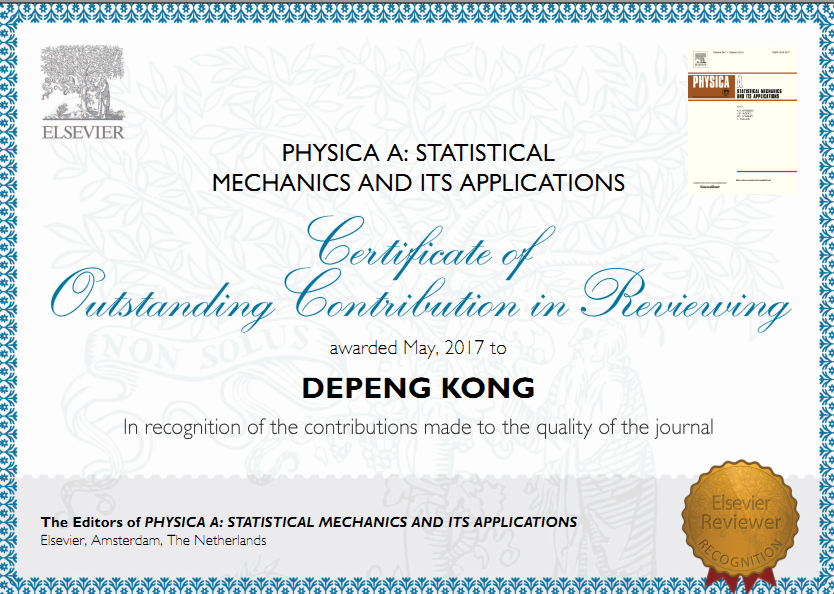 ELSEVIER
PHYSICA A
STATISTICAL MECHANICS
AND ITS APPLICATIONS
PHYSICA A: STATISTICAL
MECHANICS AND ITS APPLICATIONS
Certificate of
Outstanding Contribution in Reviewing
NON SOLUS
awarded May, 2017 to
DEPENG KONG
In recognition of the contributions made to the quality of the journal
The Editors of PHYSICA A: STATISTICAL MECHANICS AND ITS APPLICATIONS
Elsevier, Amsterdam, The Netherlands
Elsevier
Reviewer
RECOGNITION